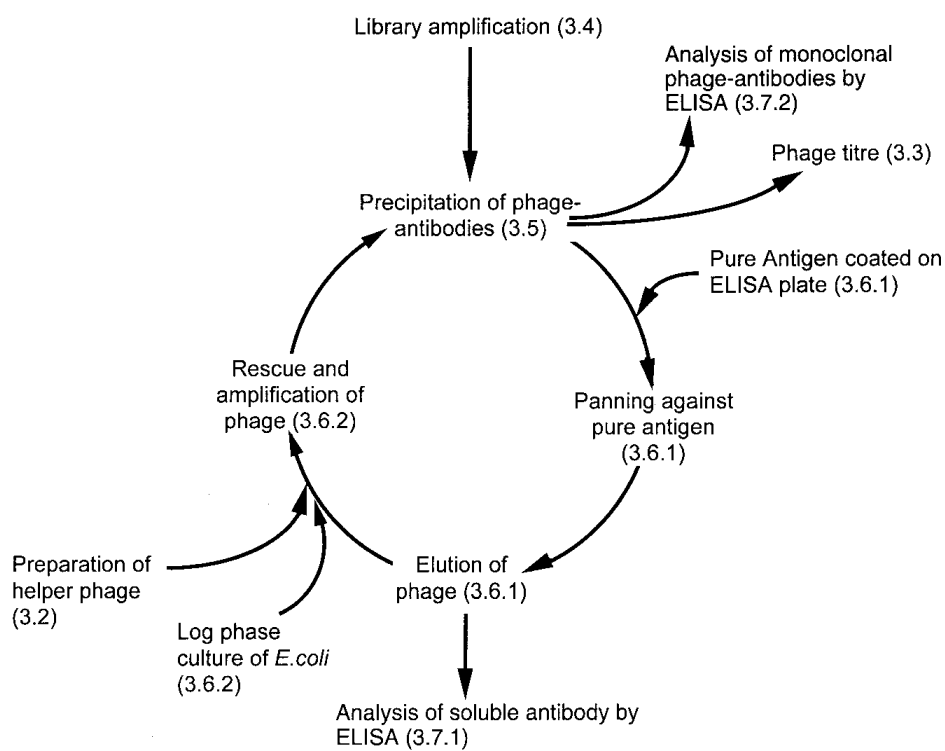 Library amplification (3.4)
Analysis of monoclonal
phage-antibodies by
ELISA (3.7.2)
Phage titre (3.3)
Precipitation of phage-
antibodies (3.5)
Pure Antigen coated on
ELISA plate (3.6.1)
Rescue and
amplification of
phage (3.6.2)
Panning against
pure antigen
(3.6.1)
Elution of
phage (3.6.1)
Preparation of
helper phage
(3.2)
Log phase
culture of E.coli
(3.6.2)
Analysis of soluble antibody by
ELISA (3.7.1)